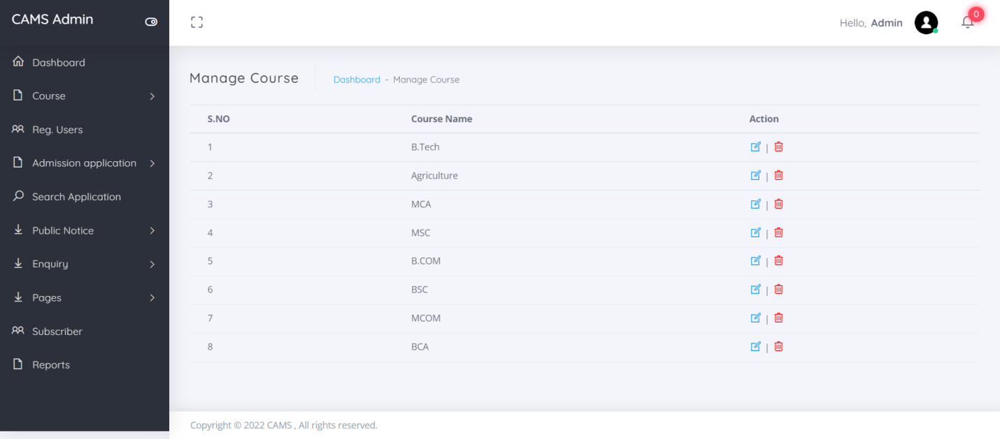 CAMS Admin
Hello, Admin
0
Dashboard
Course
Reg. Users
Admission application
Search Application
Public Notice
Enquiry
Pages
Subscriber
Reports
Manage Course
Dashboard - Manage Course
S.NO Course Name Action
1 B.Tech |
2 Agriculture |
3 MCA |
4 MSC |
5 B.COM |
6 BSC |
7 MCOM |
8 BCA |
Copyright © 2022 CAMS , All rights reserved.